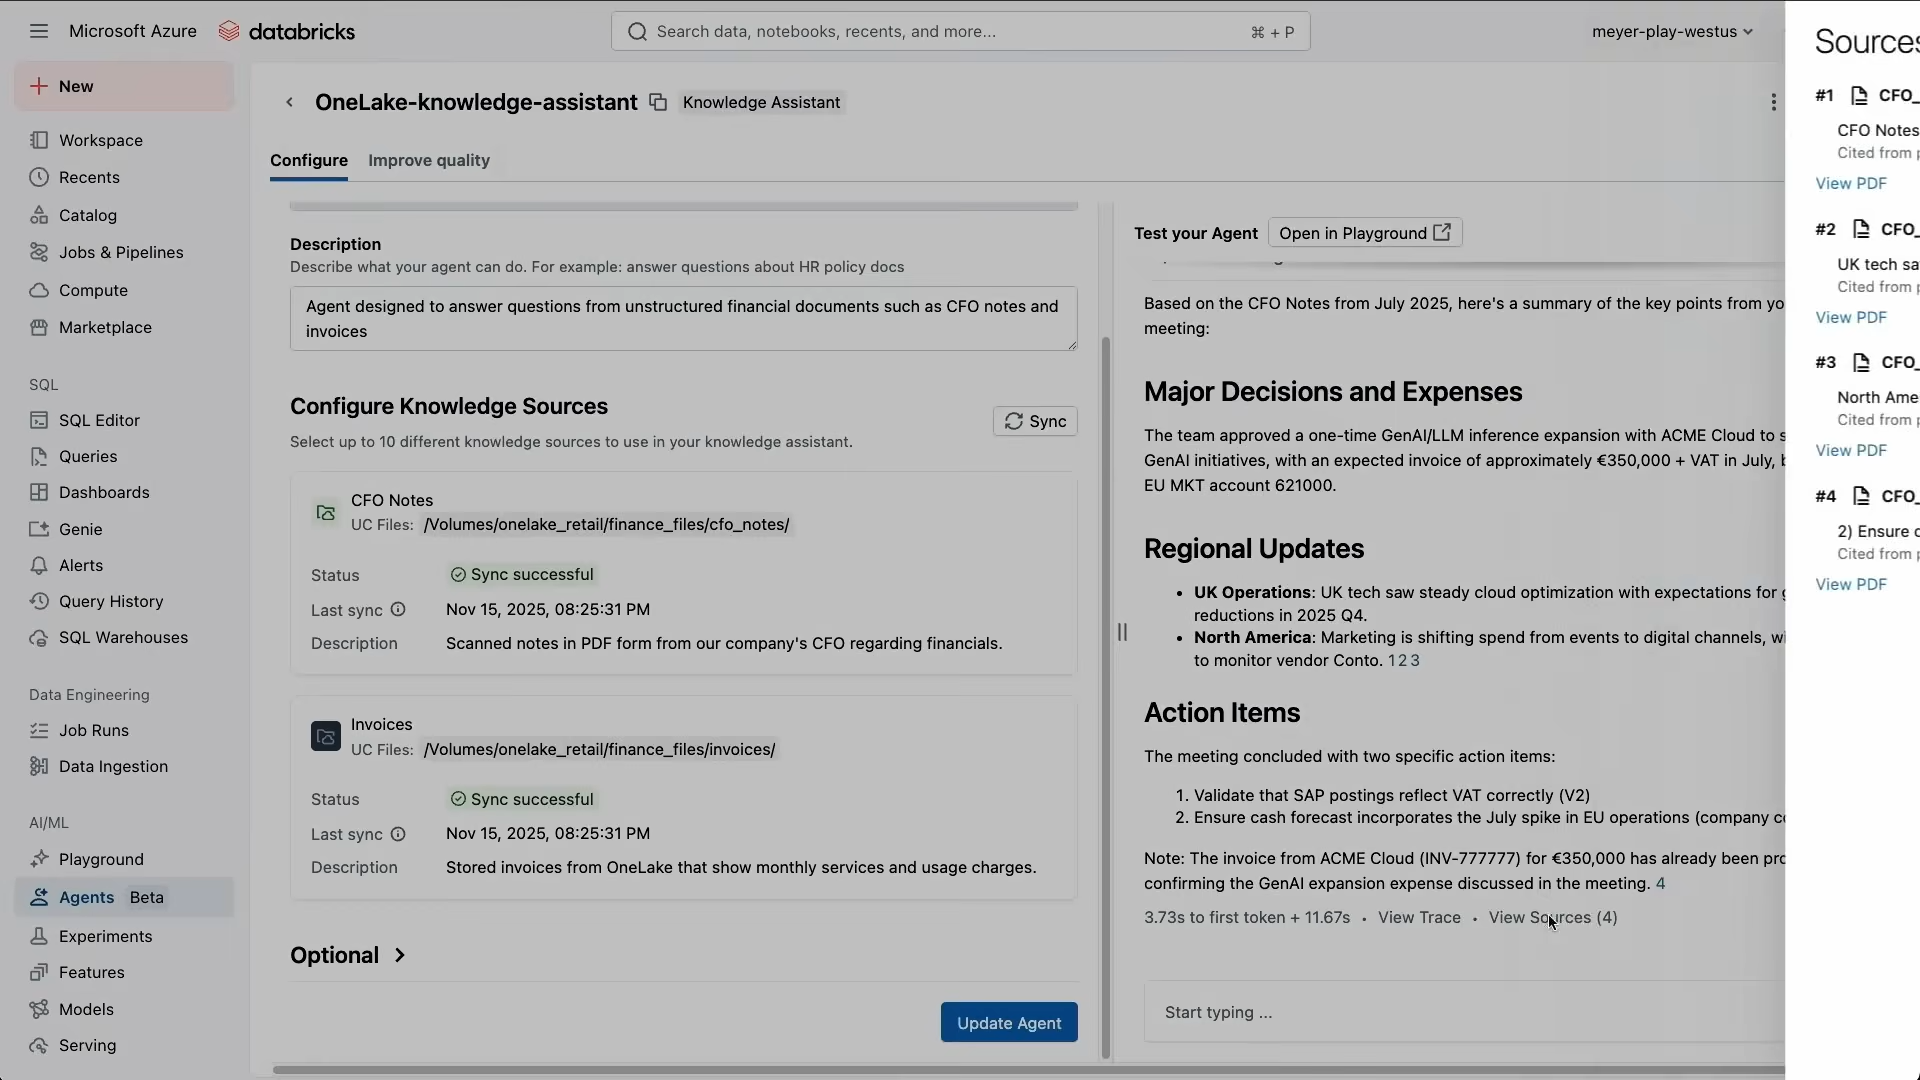 Microsoft Azure databricks
Search data, notebooks, recents, and more... ⌘ + P
meyer-play-westus
New
Workspace
Recents
Catalog
Jobs & Pipelines
Compute
Marketplace
SQL
SQL Editor
Queries
Dashboards
Genie
Alerts
Query History
SQL Warehouses
Data Engineering
Job Runs
Data Ingestion
AI/ML
Playground
Agents Beta
Experiments
Features
Models
Serving
OneLake-knowledge-assistant Knowledge Assistant
Configure Improve quality
Description
Describe what your agent can do. For example: answer questions about HR policy docs
Agent designed to answer questions from unstructured financial documents such as CFO notes and
invoices
Configure Knowledge Sources
Select up to 10 different knowledge sources to use in your knowledge assistant.
Sync
CFO Notes
UC Files: /Volumes/onelake_retail/finance_files/cfo_notes/
Status Sync successful
Last sync Nov 15, 2025, 08:25:31 PM
Description Scanned notes in PDF form from our company's CFO regarding financials.
Invoices
UC Files: /Volumes/onelake_retail/finance_files/invoices/
Status Sync successful
Last sync Nov 15, 2025, 08:25:31 PM
Description Stored invoices from OneLake that show monthly services and usage charges.
Optional
Update Agent
Test your Agent Open in Playground
Based on the CFO Notes from July 2025, here's a summary of the key points from yo
meeting:
Major Decisions and Expenses
The team approved a one-time GenAI/LLM inference expansion with ACME Cloud to s
GenAI initiatives, with an expected invoice of approximately €350,000 + VAT in July,
EU MKT account 621000.
Regional Updates
• UK Operations: UK tech saw steady cloud optimization with expectations for
reductions in 2025 Q4.
• North America: Marketing is shifting spend from events to digital channels, wi
to monitor vendor Conto. 1 2 3
Action Items
The meeting concluded with two specific action items:
1. Validate that SAP postings reflect VAT correctly (V2)
2. Ensure cash forecast incorporates the July spike in EU operations (company co
Note: The invoice from ACME Cloud (INV-777777) for €350,000 has already been pro
confirming the GenAI expansion expense discussed in the meeting. 4
3.73s to first token + 11.67s • View Trace • View Sources (4)
Start typing ...
Sources
#1 CFO_
CFO Notes
Cited from p
View PDF
#2 CFO_
UK tech sa
Cited from p
View PDF
#3 CFO_
North Ame
Cited from p
View PDF
#4 CFO_
2) Ensure c
Cited from p
View PDF